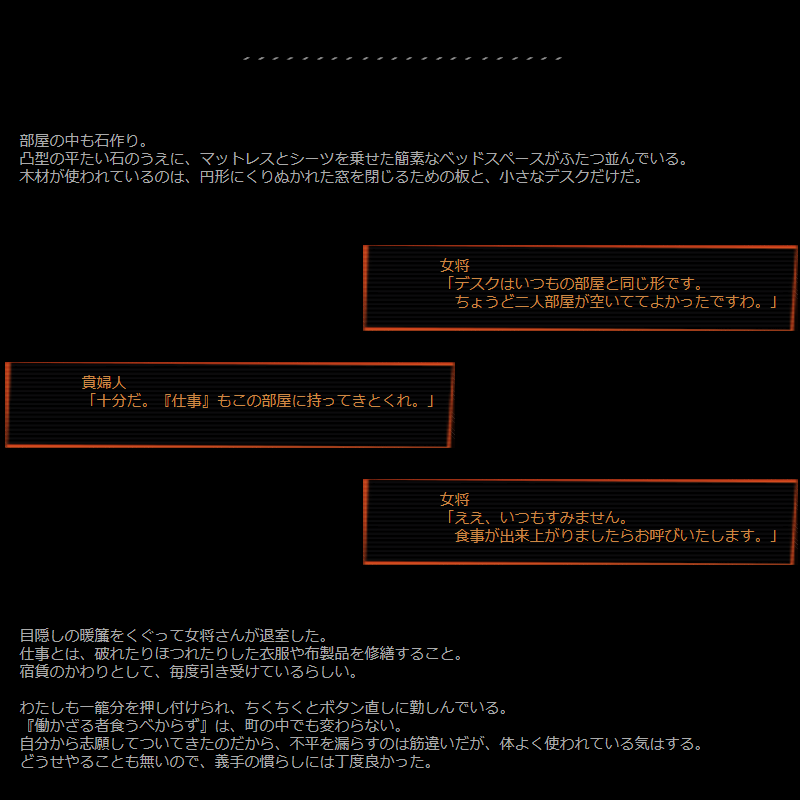 部屋の中も石作り。
凸型の平たい石のうえに、マットレスとシーツを乗せた簡素なベッドスペースがふたつ並んでいる。
木材が使われているのは、円形にくりぬかれた窓を閉じるための板と、小さなデスクだけだ。
女将
「デスクはいつもの部屋と同じ形です。
ちょうど二人部屋が空いててよかったですわ。」
貴婦人
「十分だ。『仕事』もこの部屋に持ってきとくれ。」
女将
「ええ、いつもすみません。
食事が出来上がりましたらお呼びいたします。」
目隠しの暖簾をくぐって女将さんが退室した。
仕事とは、破れたりほつれたりした衣服や布製品を修繕すること。
宿賃のかわりとして、毎度引き受けているらしい。
わたしも一籠分を押し付けられ、ちくちくとボタン直しに勤しんでいる。
『働かざる者食うべからず』は、町の中でも変わらない。
自分から志願してついてきたのだから、不平を漏らすのは筋違いだが、体よく使われている気はする。
どうせやることも無いので、義手の慣らしには丁度良かった。